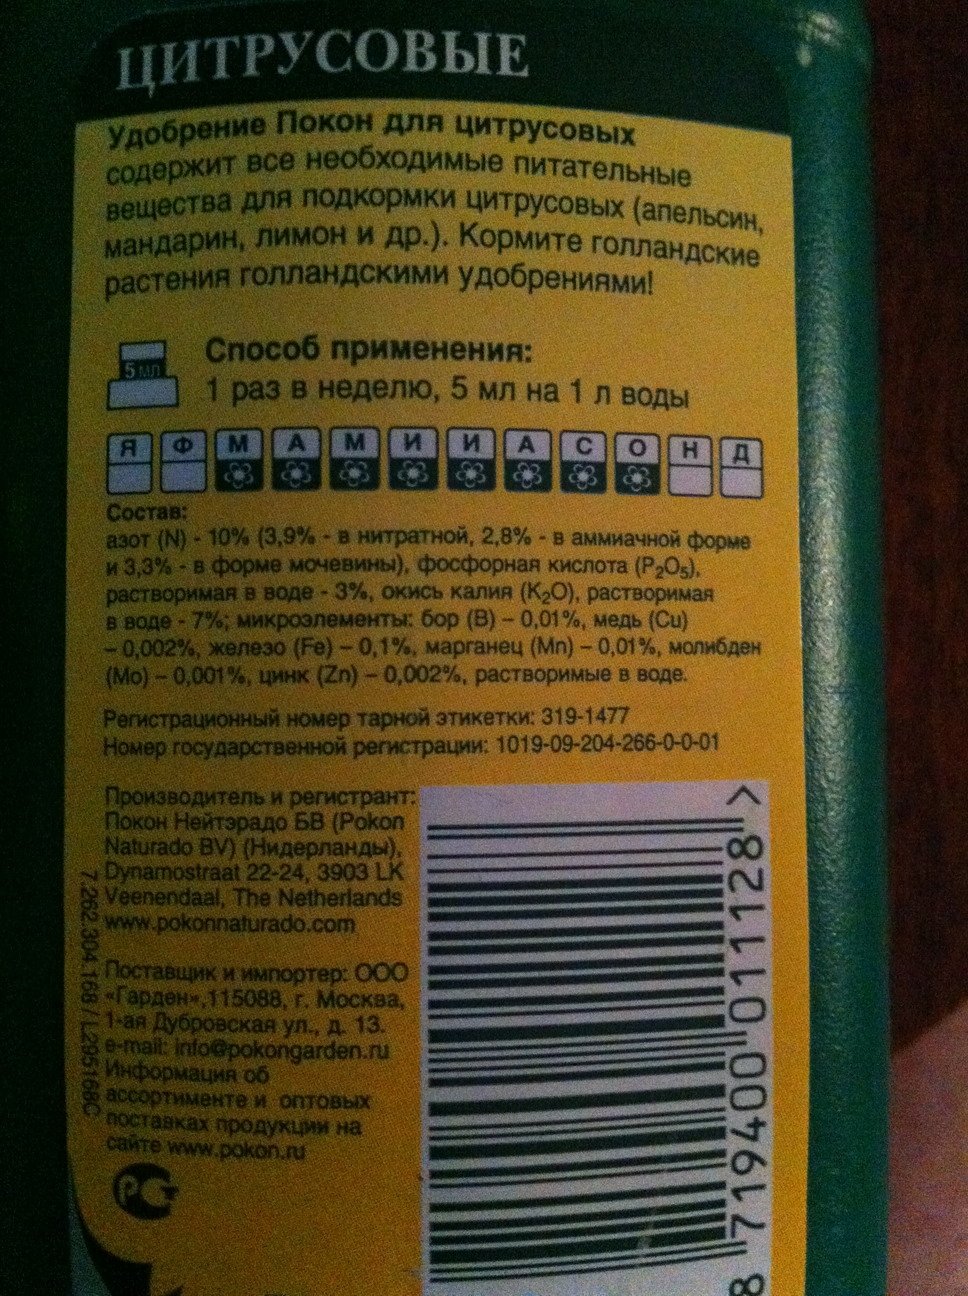 ЦИТРУСОВЫЕ
Удобрение Покон для цитрусовых
содержит все необходимые питательные
вещества для подкормки цитрусовых (апельсин,
мандарин, лимон и др.). Кормите голландские
растения голландскими удобрениями!
5 мл
Способ применения:
1 раз в неделю, 5 мл на 1 л воды
Я Ф М А М И И А С О Н Д
Состав:
азот (N) - 10% (3,9% - в нитратной, 2,8% - в аммиачной форме
и 3,3% - в форме мочевины), фосфорная кислота (P₂O₅),
растворимая в воде - 3%, окись калия (K₂O), растворимая
в воде - 7%; микроэлементы: бор (B) – 0,01%, медь (Cu)
– 0,002%, железо (Fe) – 0,1%, марганец (Mn) – 0,01%, молибден
(Mo) – 0,001%, цинк (Zn) – 0,002%, растворимые в воде.
Регистрационный номер тарной этикетки: 319-1477
Номер государственной регистрации: 1019-09-204-266-0-0-01
Производитель и регистрант:
Покон Нейтэрадо БВ (Pokon
Naturado BV) (Нидерланды),
Dynamostraat 22-24, 3903 LK
Veenendaal, The Netherlands
www.pokonnaturado.com
Поставщик и импортер: ООО
«Гарден»,115088, г. Москва,
1-ая Дубровская ул., д. 13.
e-mail: info@pokongarden.ru
Информация об
ассортименте и оптовых
поставках продукции на
сайте www.pokon.ru
7.262.304.168 / L295168C
РС
8 719400 011128 >